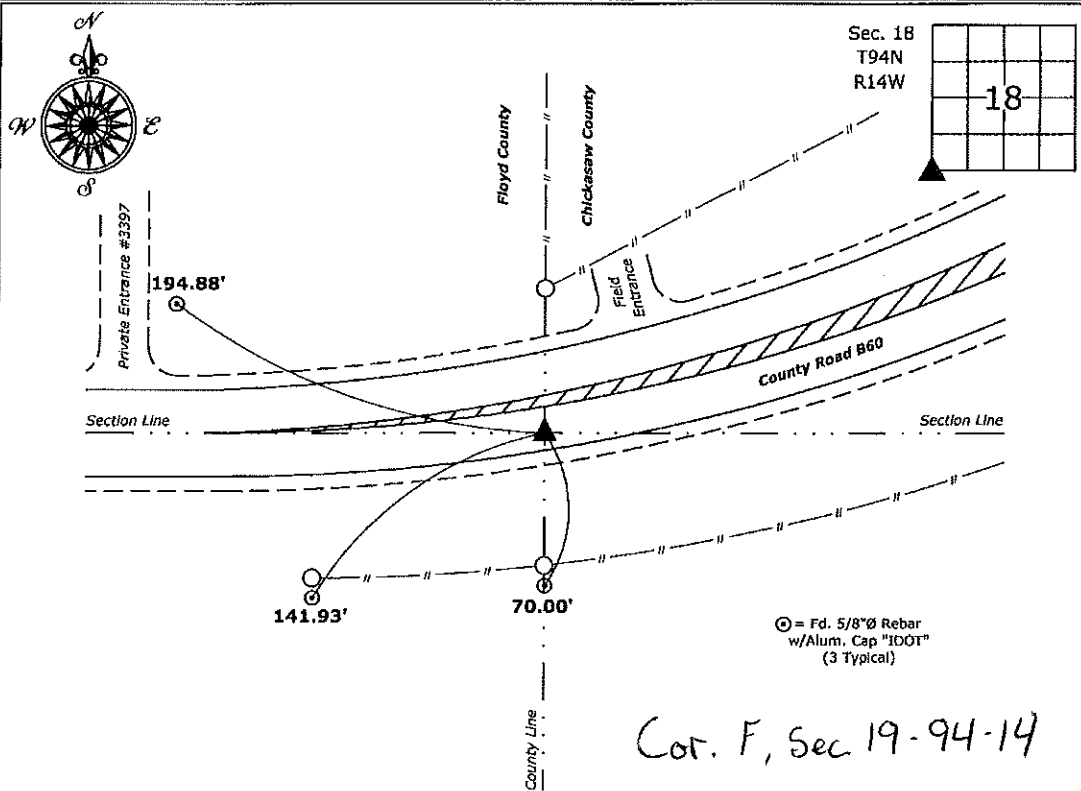 N
W
E
S
Sec. 18
T94N
R14W
18
Floyd County
Chickasaw County
Private Entrance #3397
194.88'
Field
Entrance
County Road B60
Section Line
Section Line
141.93'
70.00'
= Fd. 5/8"Ø Rebar
w/Alum. Cap "IDOT"
(3 Typical)
County Line
Cor. F, Sec 19-94-14